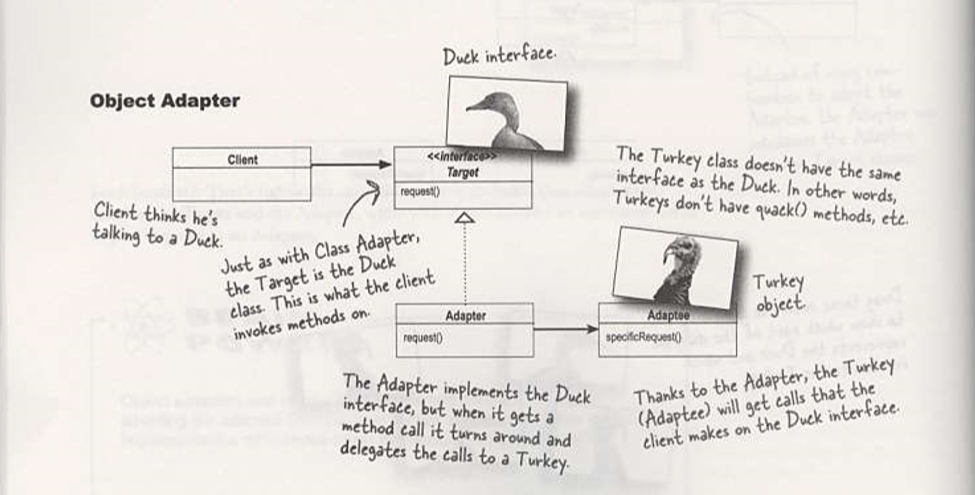 Duck interface.
Object Adapter
Client
<<interface>>
Target
request()
Client thinks he's
talking to a Duck.
Just as with Class Adapter,
the Target is the Duck
class. This is what the client
invokes methods on.
The Turkey class doesn't have the same
interface as the Duck. In other words,
Turkeys don't have quack() methods, etc.
Turkey
object.
Adapter
request()
Adaptee
specificRequest()
The Adapter implements the Duck
interface, but when it gets a
method call it turns around and
delegates the calls to a Turkey.
Thanks to the Adapter, the Turkey
(Adaptee) will get calls that the
client makes on the Duck interface.